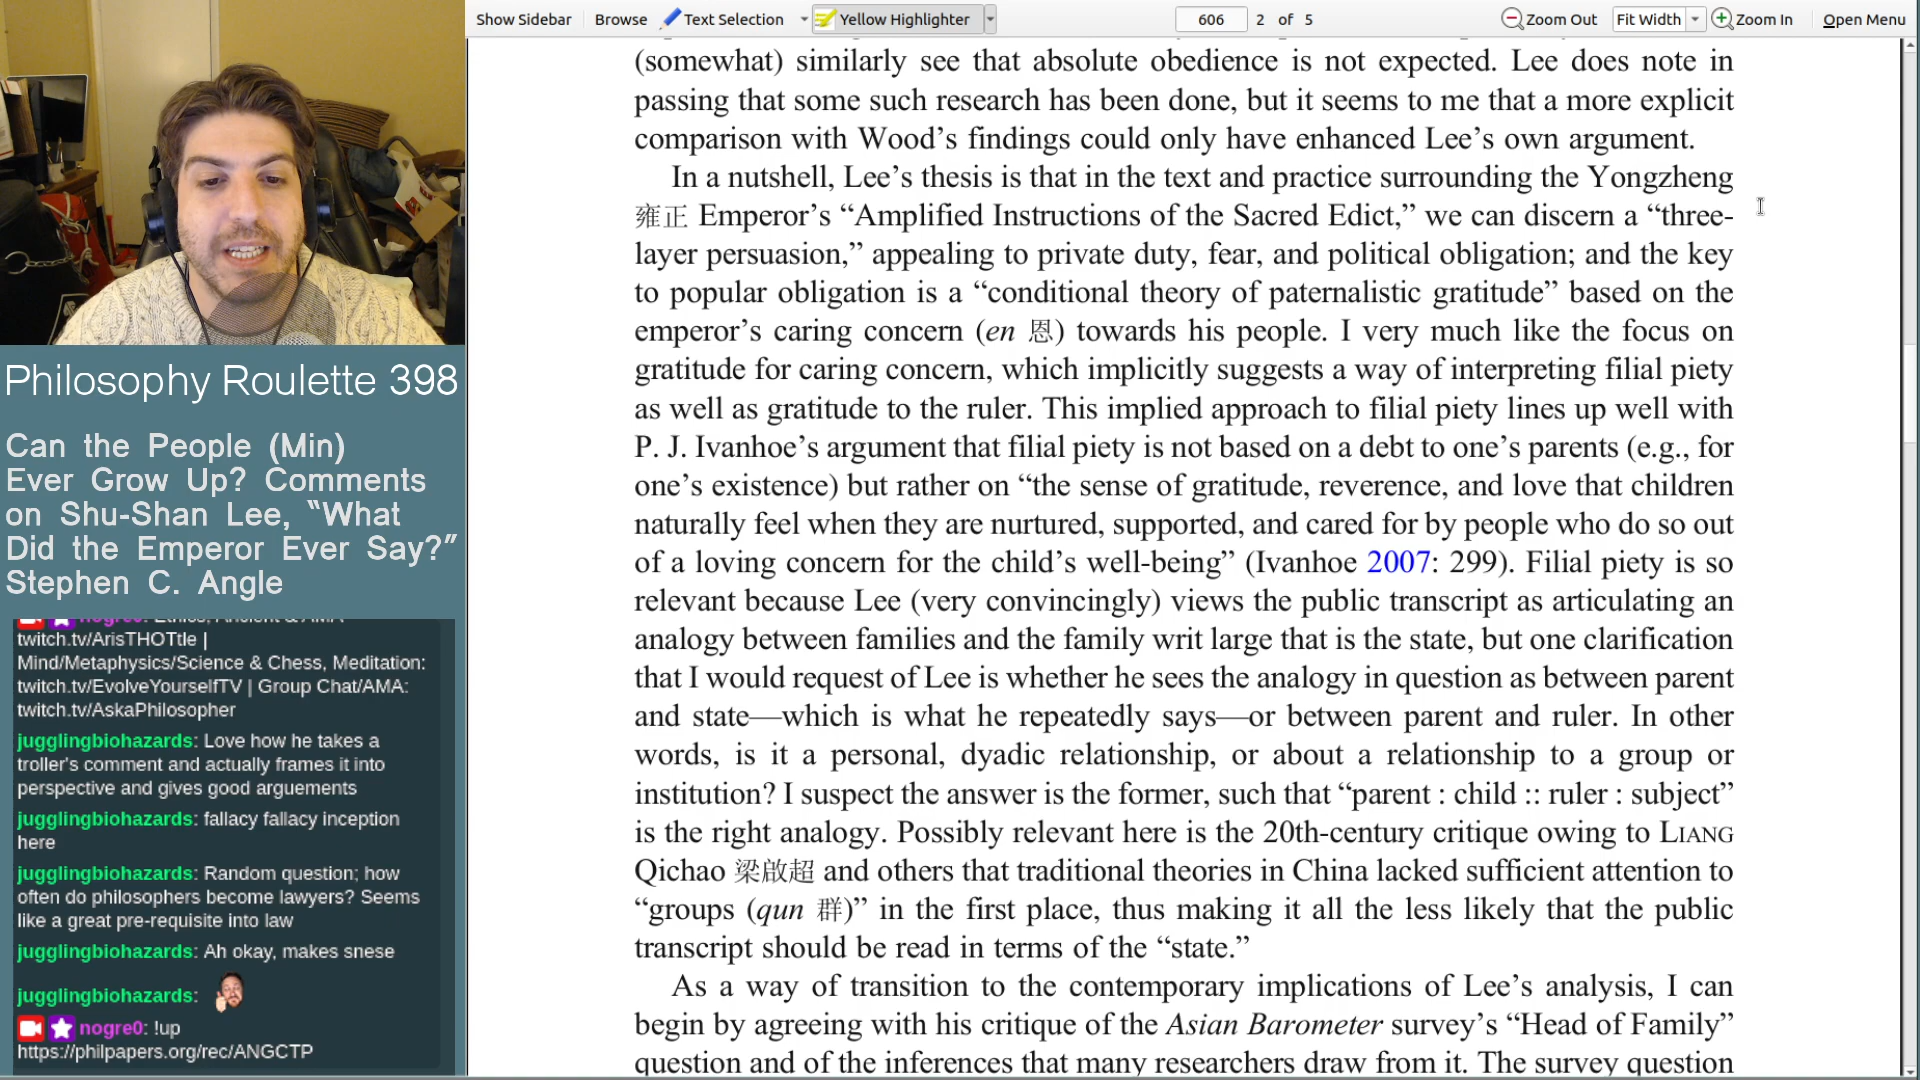 Show Sidebar Browse Text Selection Yellow Highlighter 606 2 of 5 Zoom Out Fit Width Zoom In Open Menu
(somewhat) similarly see that absolute obedience is not expected. Lee does note in
passing that some such research has been done, but it seems to me that a more explicit
comparison with Wood’s findings could only have enhanced Lee’s own argument.
In a nutshell, Lee’s thesis is that in the text and practice surrounding the Yongzheng
雍正 Emperor’s “Amplified Instructions of the Sacred Edict,” we can discern a “three-
layer persuasion,” appealing to private duty, fear, and political obligation; and the key
to popular obligation is a “conditional theory of paternalistic gratitude” based on the
emperor’s caring concern (en 恩) towards his people. I very much like the focus on
gratitude for caring concern, which implicitly suggests a way of interpreting filial piety
as well as gratitude to the ruler. This implied approach to filial piety lines up well with
P. J. Ivanhoe’s argument that filial piety is not based on a debt to one’s parents (e.g., for
one’s existence) but rather on “the sense of gratitude, reverence, and love that children
naturally feel when they are nurtured, supported, and cared for by people who do so out
of a loving concern for the child’s well-being” (Ivanhoe 2007: 299). Filial piety is so
relevant because Lee (very convincingly) views the public transcript as articulating an
analogy between families and the family writ large that is the state, but one clarification
that I would request of Lee is whether he sees the analogy in question as between parent
and state—which is what he repeatedly says—or between parent and ruler. In other
words, is it a personal, dyadic relationship, or about a relationship to a group or
institution? I suspect the answer is the former, such that “parent : child :: ruler : subject”
is the right analogy. Possibly relevant here is the 20th-century critique owing to LIANG
Qichao 梁啟超 and others that traditional theories in China lacked sufficient attention to
“groups (qun 群)” in the first place, thus making it all the less likely that the public
transcript should be read in terms of the “state.”
As a way of transition to the contemporary implications of Lee’s analysis, I can
begin by agreeing with his critique of the Asian Barometer survey’s “Head of Family”
question and of the inferences that many researchers draw from it. The survey question
Philosophy Roulette 398
Can the People (Min)
Ever Grow Up? Comments
on Shu-Shan Lee, “What
Did the Emperor Ever Say?”
Stephen C. Angle
nogre0: Ethics, Ancient & AMA
twitch.tv/ArisTHOTtle |
Mind/Metaphysics/Science & Chess, Meditation:
twitch.tv/EvolveYourselfTV | Group Chat/AMA:
twitch.tv/AskaPhilosopher
jugglingbiohazards: Love how he takes a
troller's comment and actually frames it into
perspective and gives good arguements
jugglingbiohazards: fallacy fallacy inception
here
jugglingbiohazards: Random question; how
often do philosophers become lawyers? Seems
like a great pre-requisite into law
jugglingbiohazards: Ah okay, makes snese
jugglingbiohazards:
nogre0: !up
https://philpapers.org/rec/ANGCTP